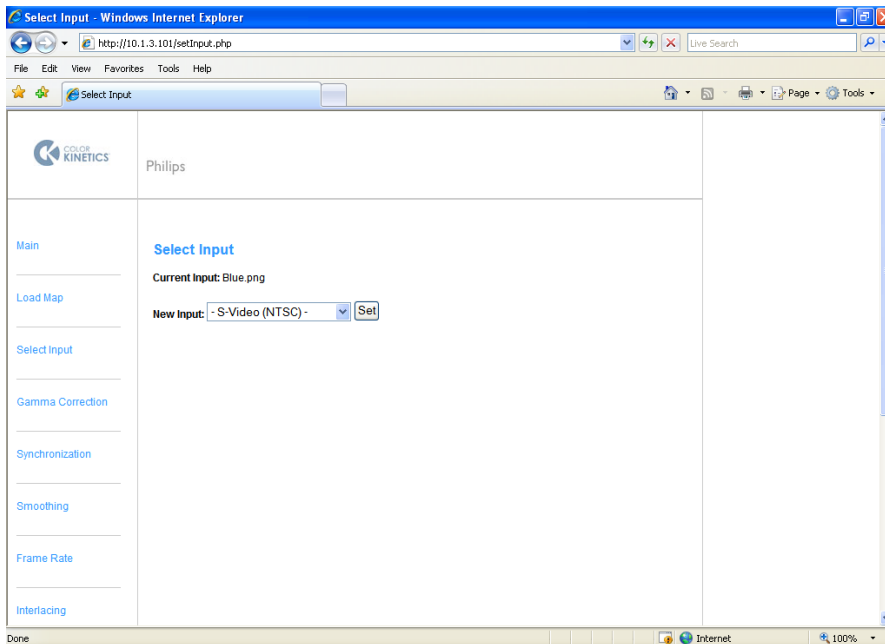 Select Input - Windows Internet Explorer
http://10.1.3.101/setInput.php
Live Search
File Edit View Favorites Tools Help
Select Input
Page Tools
COLOR
KINETICS
Philips
Main
Load Map
Select Input
Gamma Correction
Synchronization
Smoothing
Frame Rate
Interlacing
Select Input
Current Input: Blue.png
New Input: - S-Video (NTSC) - Set
Done Internet 100%